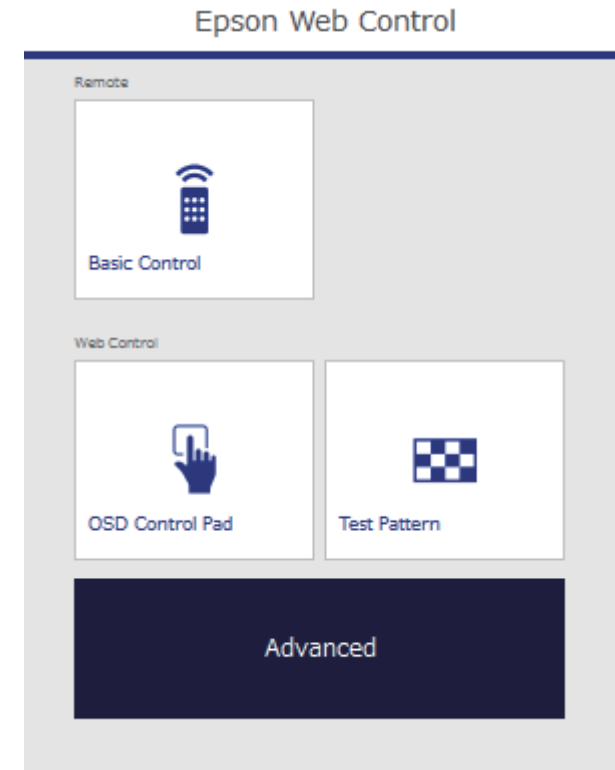 Epson Web Control
Remote
Basic Control
Web Control
OSD Control Pad
Test Pattern
Advanced